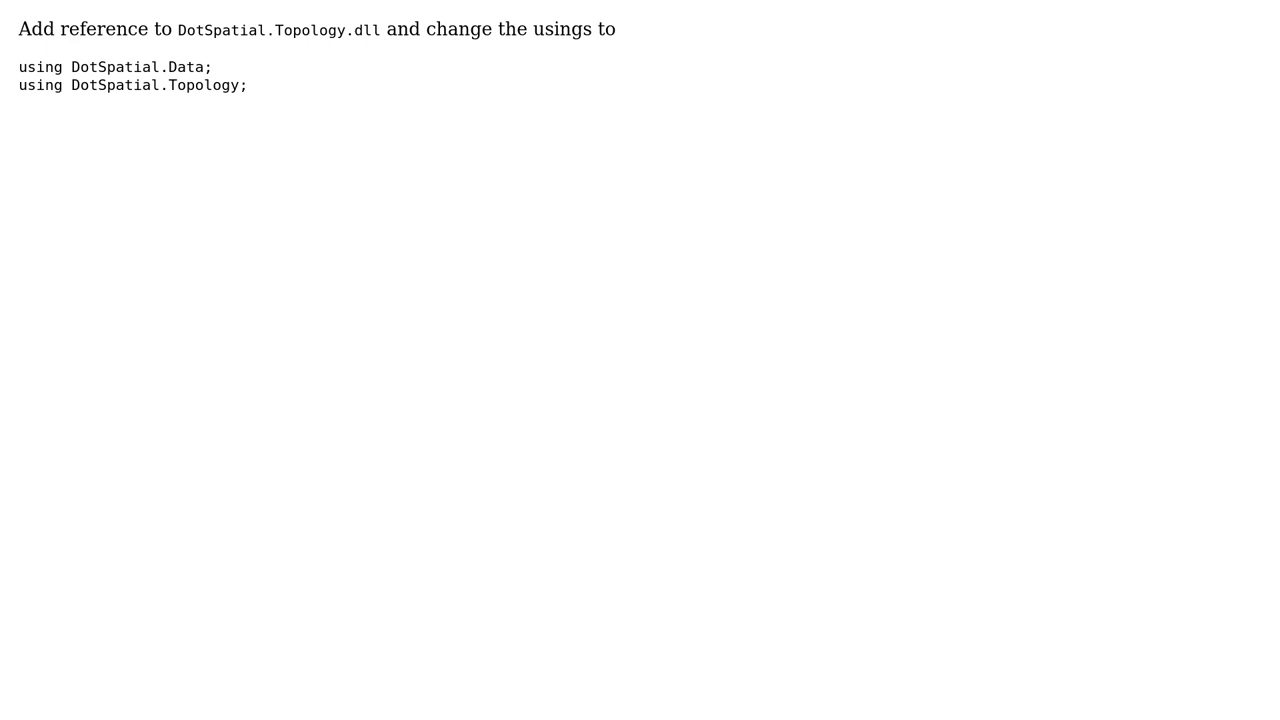 Add reference to DotSpatial.Topology.dll and change the usings to
using DotSpatial.Data;
using DotSpatial.Topology;